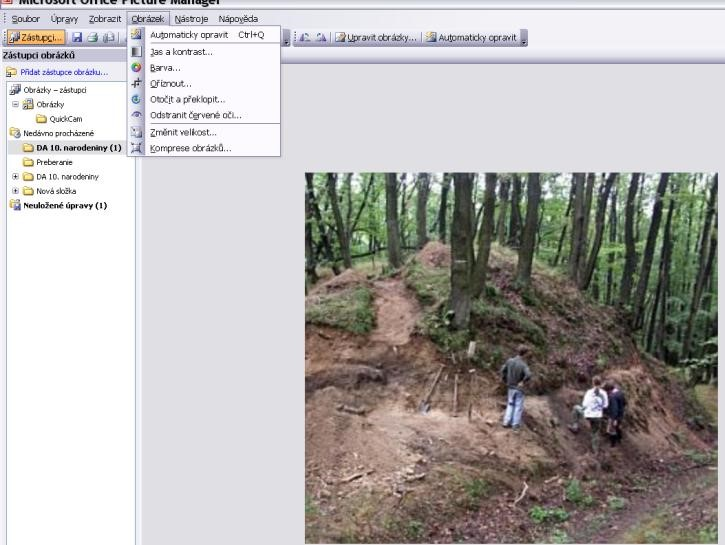 Microsoft Office Picture Manager
Soubor Úpravy Zobrazit Obrázek Nástroje Nápověda
Zástupci... Upravit obrázky... Automaticky opravit
Automaticky opravit Ctrl+Q
Jas a kontrast...
Barva...
Oříznout...
Otočit a překlopit...
Odstranit červené oči...
Změnit velikost...
Komprese obrázků...
Zástupci obrázků
Přidat zástupce obrázku...
Obrázky – zástupci
Obrázky
QuickCam
Nedávno procházené
DA 10. narodeniny (1)
Preberanie
DA 10. narodeniny
Nová složka
Neuložené úpravy (1)